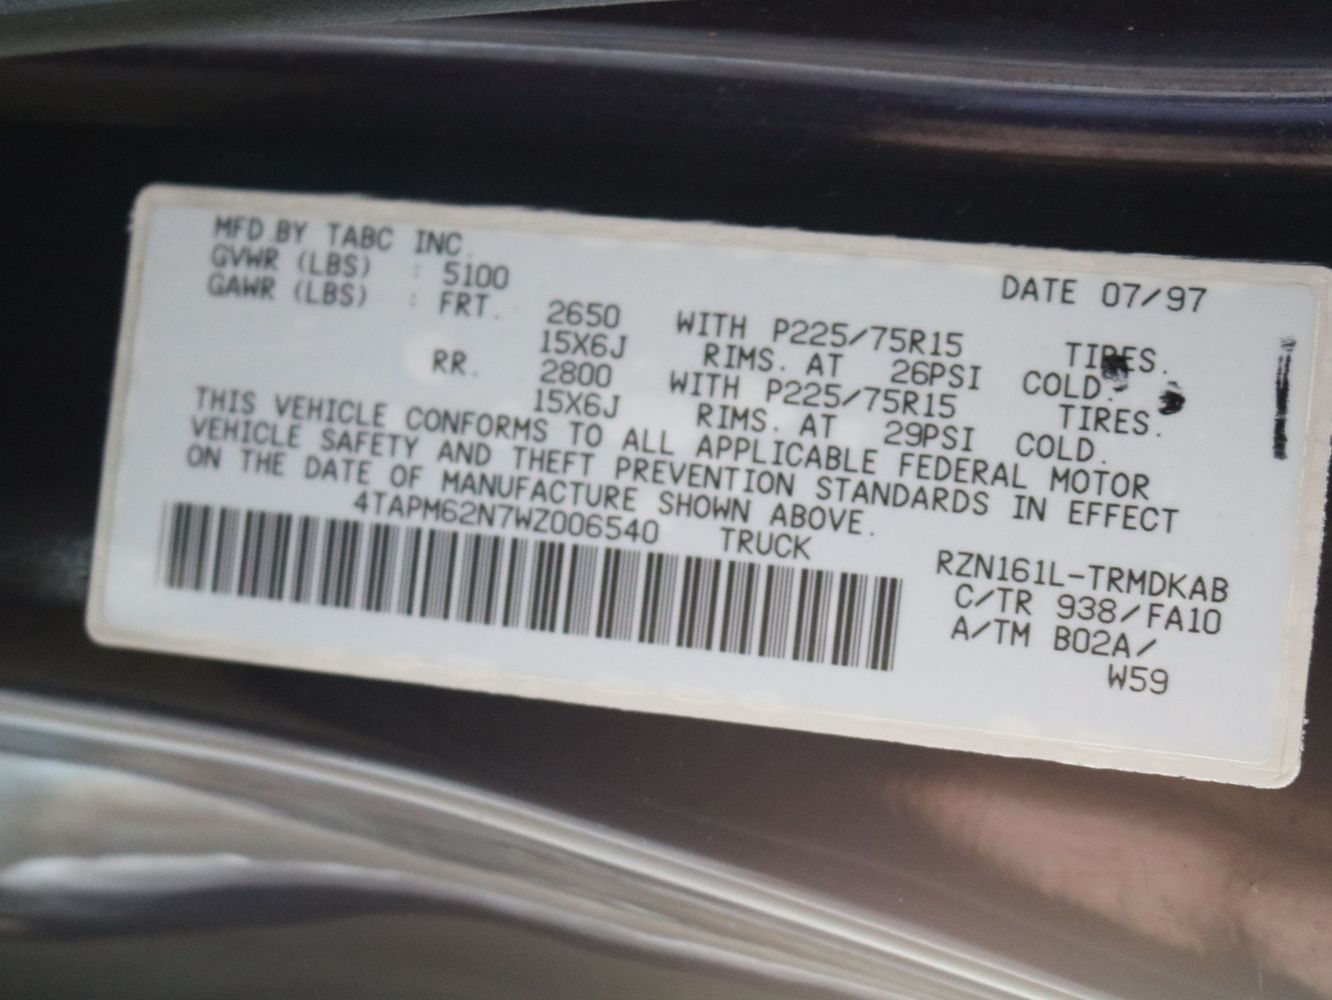 MFD BY TABC INC.
DATE 07/97
GVWR (LBS) : 5100
GAWR (LBS) : FRT. 2650 WITH P225/75R15 TIRES.
15X6J RIMS. AT 26PSI COLD.
RR. 2800 WITH P225/75R15 TIRES.
15X6J RIMS. AT 29PSI COLD.
THIS VEHICLE CONFORMS TO ALL APPLICABLE FEDERAL MOTOR
VEHICLE SAFETY AND THEFT PREVENTION STANDARDS IN EFFECT
ON THE DATE OF MANUFACTURE SHOWN ABOVE.
4TAPM62N7WZ006540 TRUCK
RZN161L-TRMDKAB
C/TR 938/FA10
A/TM B02A/
W59